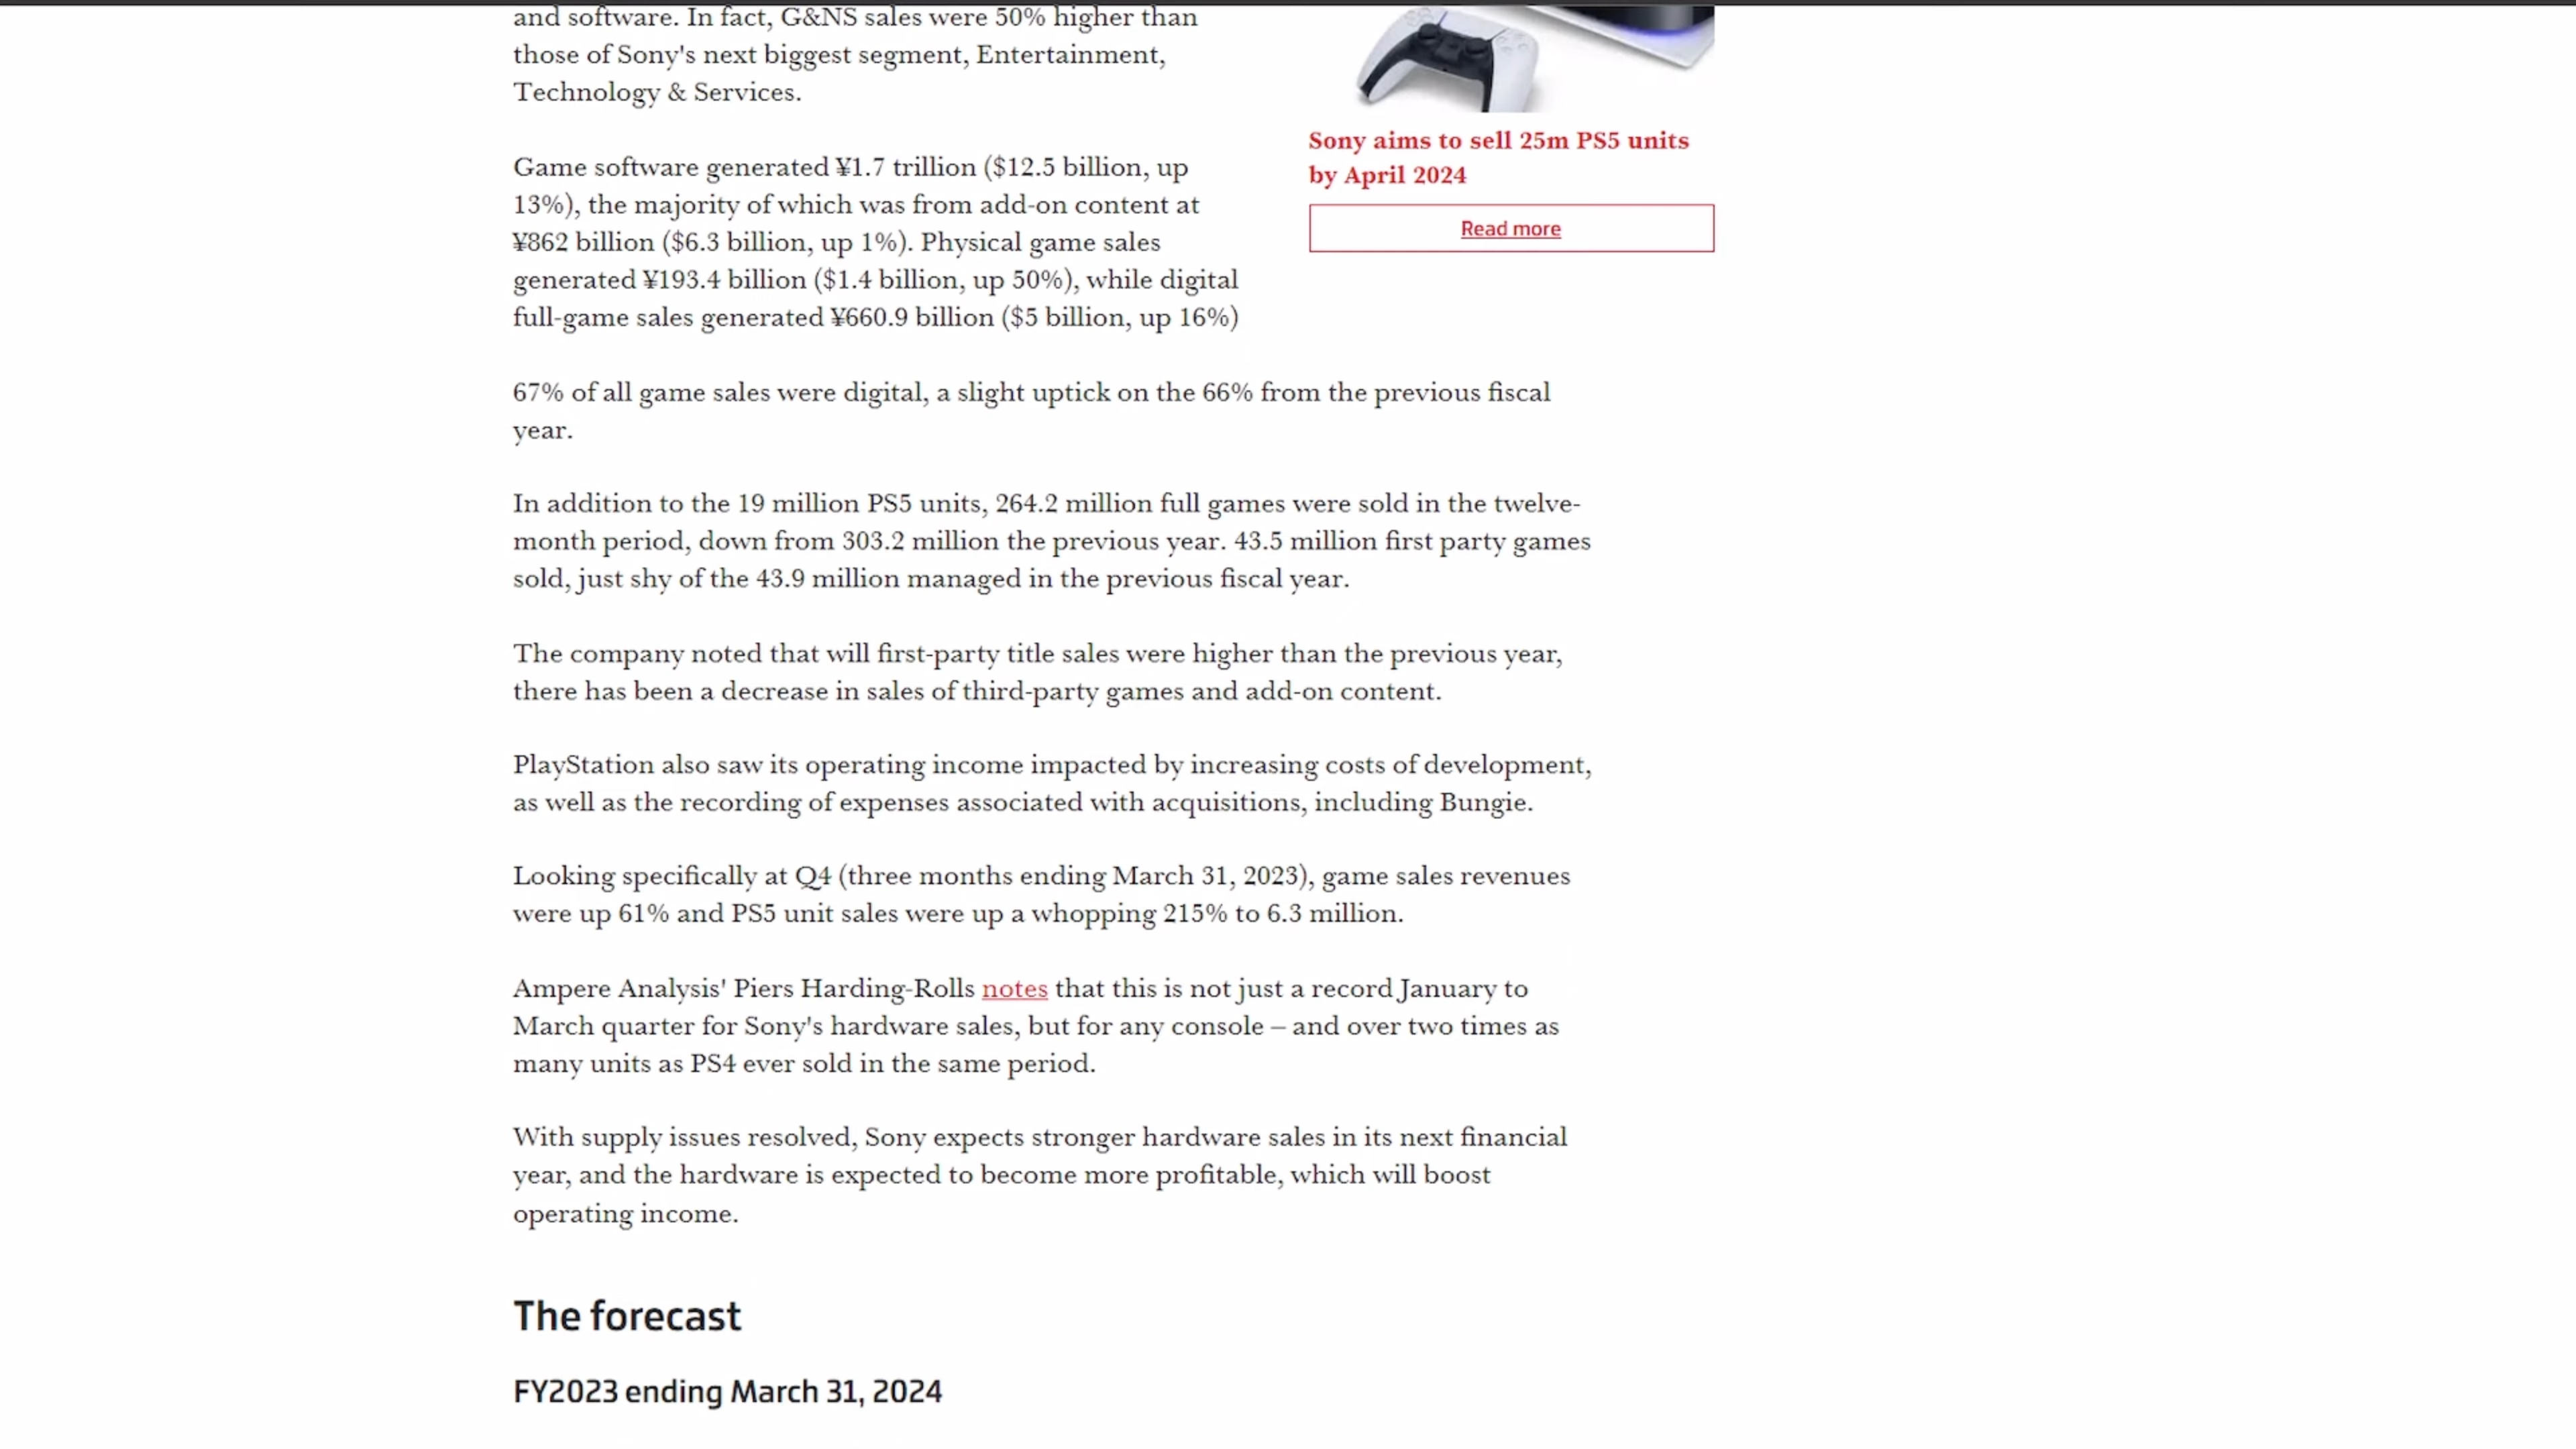 and software. In fact, G&NS sales were 50% higher than
those of Sony's next biggest segment, Entertainment,
Technology & Services.
Game software generated ¥1.7 trillion ($12.5 billion, up
13%), the majority of which was from add-on content at
¥862 billion ($6.3 billion, up 1%). Physical game sales
generated ¥193.4 billion ($1.4 billion, up 50%), while digital
full-game sales generated ¥660.9 billion ($5 billion, up 16%)
Sony aims to sell 25m PS5 units
by April 2024
Read more
67% of all game sales were digital, a slight uptick on the 66% from the previous fiscal
year.
In addition to the 19 million PS5 units, 264.2 million full games were sold in the twelve-
month period, down from 303.2 million the previous year. 43.5 million first party games
sold, just shy of the 43.9 million managed in the previous fiscal year.
The company noted that will first-party title sales were higher than the previous year,
there has been a decrease in sales of third-party games and add-on content.
PlayStation also saw its operating income impacted by increasing costs of development,
as well as the recording of expenses associated with acquisitions, including Bungie.
Looking specifically at Q4 (three months ending March 31, 2023), game sales revenues
were up 61% and PS5 unit sales were up a whopping 215% to 6.3 million.
Ampere Analysis' Piers Harding-Rolls notes that this is not just a record January to
March quarter for Sony's hardware sales, but for any console – and over two times as
many units as PS4 ever sold in the same period.
With supply issues resolved, Sony expects stronger hardware sales in its next financial
year, and the hardware is expected to become more profitable, which will boost
operating income.
The forecast
FY2023 ending March 31, 2024